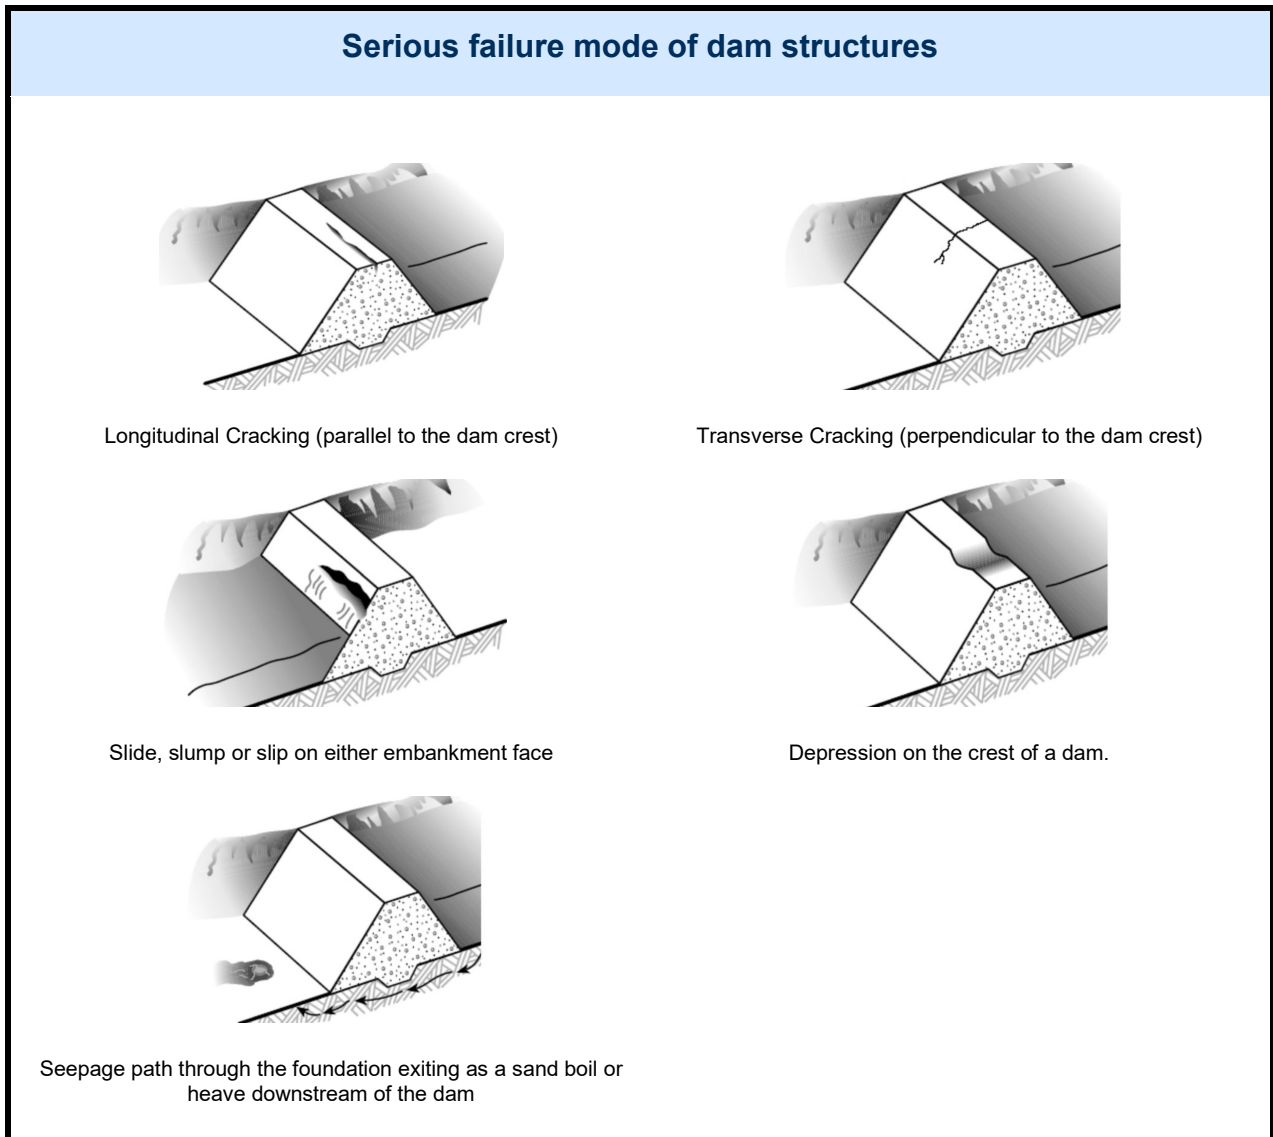 Serious failure mode of dam structures
Longitudinal Cracking (parallel to the dam crest)
Transverse Cracking (perpendicular to the dam crest)
Slide, slump or slip on either embankment face
Depression on the crest of a dam.
Seepage path through the foundation exiting as a sand boil or
heave downstream of the dam